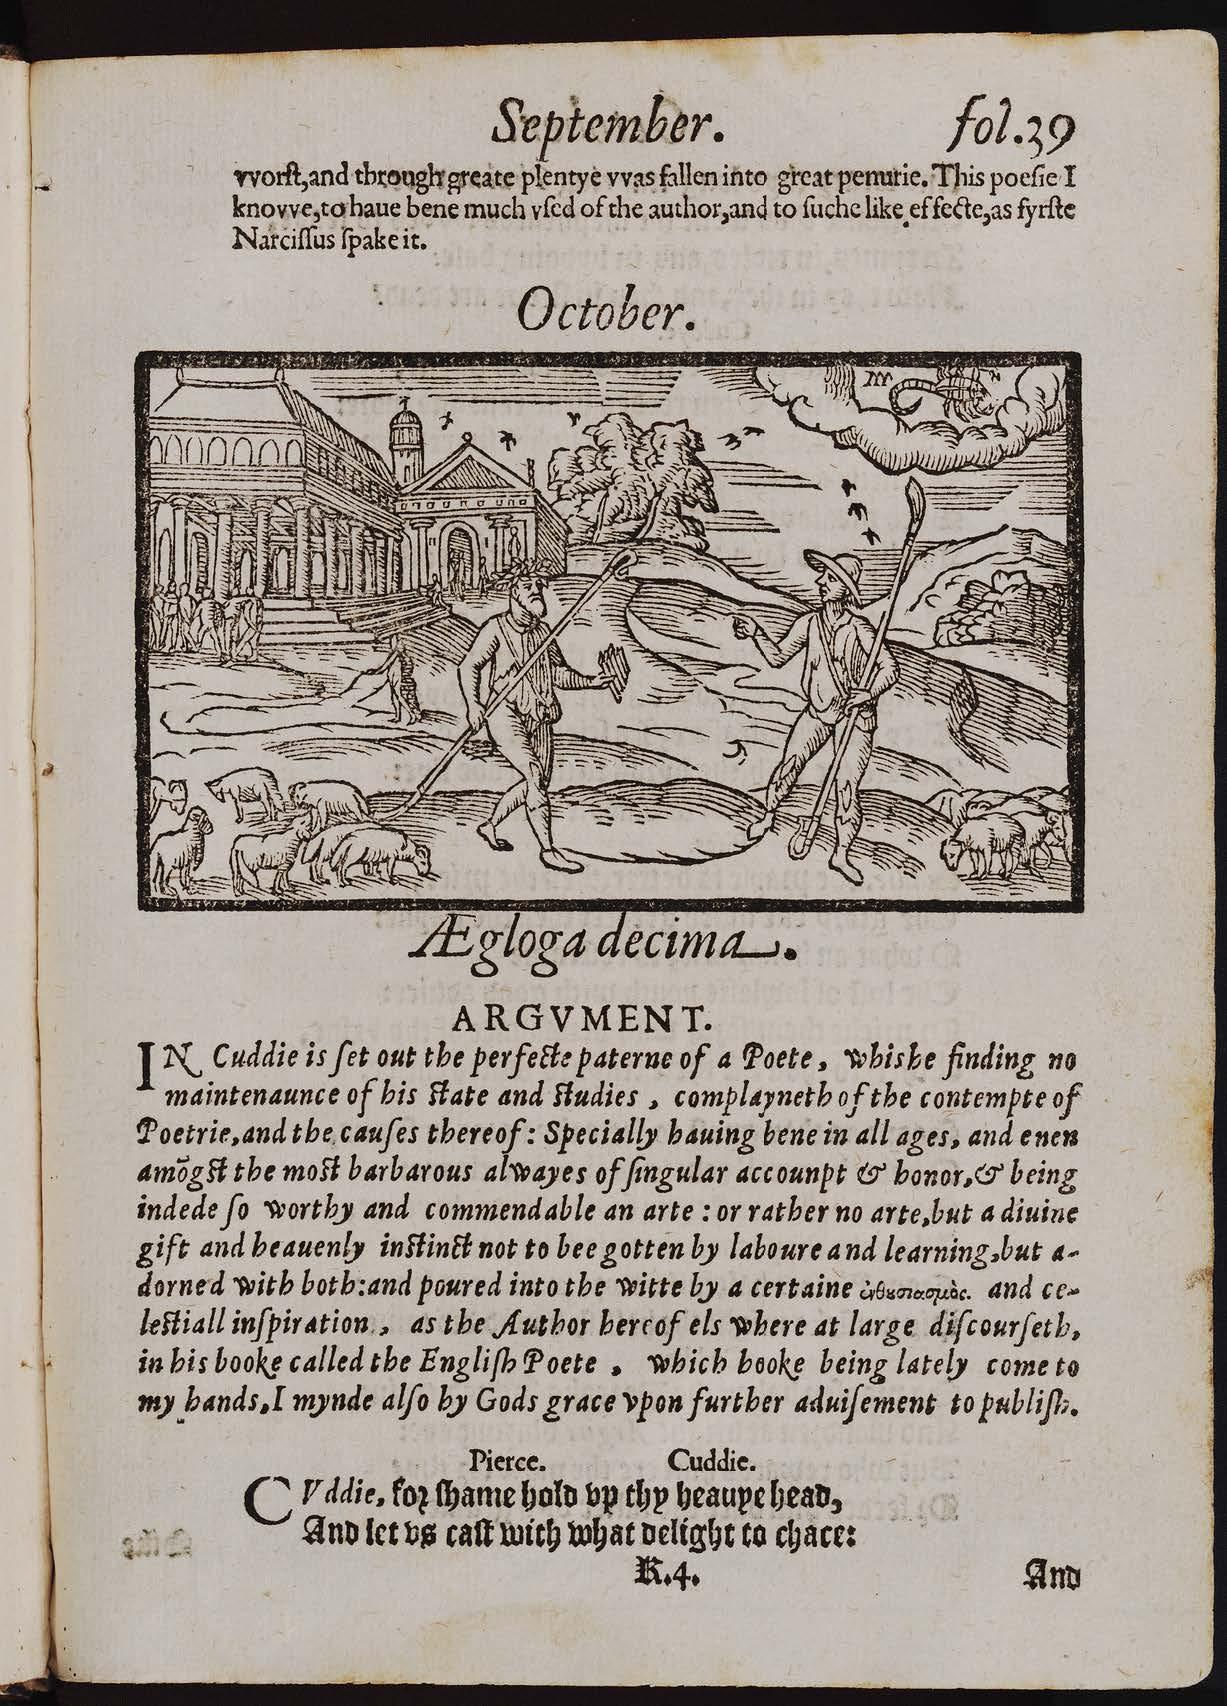 September. fol.39
vvorſt,and through greate plentye vvas fallen into great penurie. This poeſie I
knovve,to haue bene much vſed of the author,and to ſuche like effecte,as fyrſte
Narciſſus ſpake it.
October.
♏
Ægloga decima.
ARGVMENT.
IN Cuddie is ſet out the perfecte paterne of a Poete, whishe finding no
maintenaunce of his ſtate and ſtudies, complayneth of the contempte of
Poetrie,and the cauſes thereof: Specially hauing bene in all ages, and euen
amõgſt the moſt barbarous alwayes of ſingular accounpt & honor,& being
indede ſo worthy and commendable an arte: or rather no arte,but a diuine
gift and heauenly inſtinct not to bee gotten by laboure and learning,but a-
dorned with both:and poured into the witte by a certaine ἐνθουσιασμὸς. and ce-
leſtiall inſpiration, as the Author hereof els where at large diſcourſeth,
in his booke called the Engliſh Poete, which booke being lately come to
my hands,I mynde alſo by Gods grace vpon further aduiſement to publiſh.
Pierce. Cuddie.
CVddie, for ſhame hold vp thy heauye head,
And let vs caſt with what delight to chace:
K.4. And